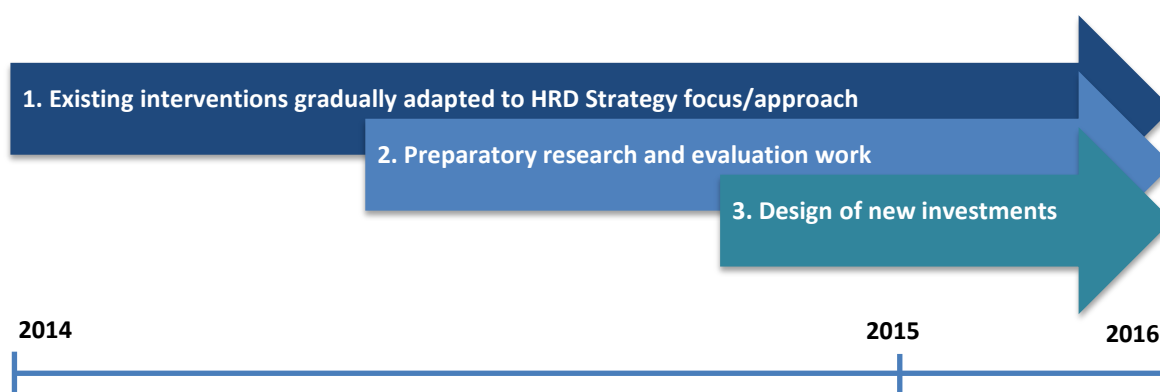 1. Existing interventions gradually adapted to HRD Strategy focus/approach
2. Preparatory research and evaluation work
3. Design of new investments
2014
2015
2016